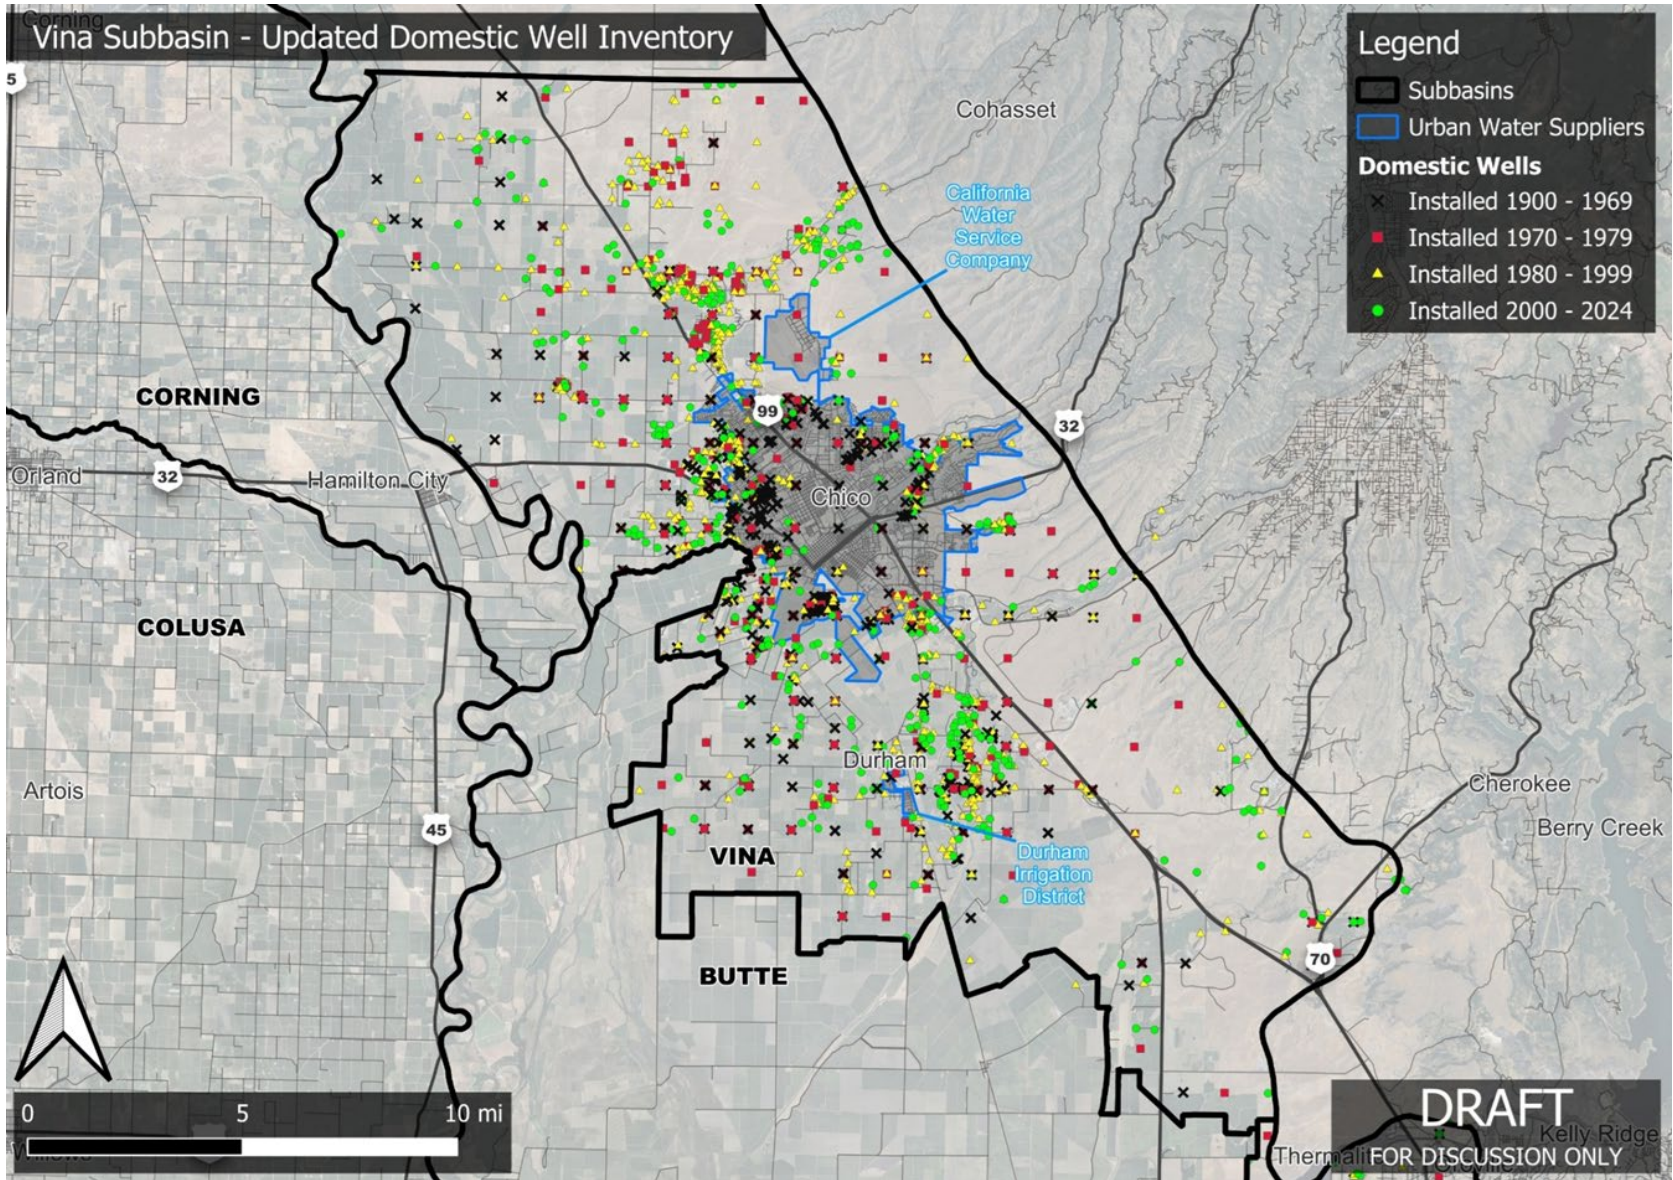 Corning
Vina Subbasin - Updated Domestic Well Inventory
5
Legend
Subbasins
Urban Water Suppliers
Domestic Wells
Installed 1900 - 1969
Installed 1970 - 1979
Installed 1980 - 1999
Installed 2000 - 2024
Cohasset
California
Water
Service
Company
CORNING
99
32
Orland
32
Hamilton City
Chico
COLUSA
Durham
Artois
Cherokee
45
Berry Creek
VINA
Durham
Irrigation
District
70
BUTTE
0 5 10 mi
Willows
DRAFT
FOR DISCUSSION ONLY
Kelly Ridge